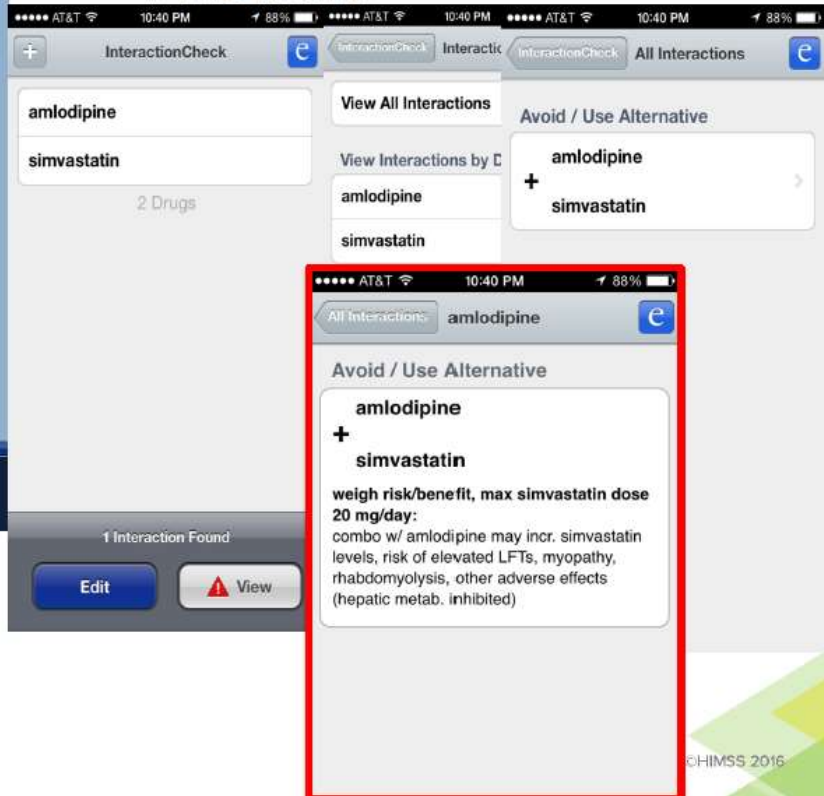 AT&T 10:40 PM 88%
+ InteractionCheck e
amlodipine
simvastatin
2 Drugs
1 Interaction Found
Edit
View
AT&T 10:40 PM
InteractionCheck Interactic
View All Interactions
View Interactions by D
amlodipine
simvastatin
AT&T 10:40 PM 88%
InteractionCheck All Interactions e
Avoid / Use Alternative
amlodipine
+
simvastatin
AT&T 10:40 PM 88%
All Interactions amlodipine e
Avoid / Use Alternative
amlodipine
+
simvastatin
weigh risk/benefit, max simvastatin dose
20 mg/day:
combo w/ amlodipine may incr. simvastatin
levels, risk of elevated LFTs, myopathy,
rhabdomyolysis, other adverse effects
(hepatic metab. inhibited)
©HIMSS 2016